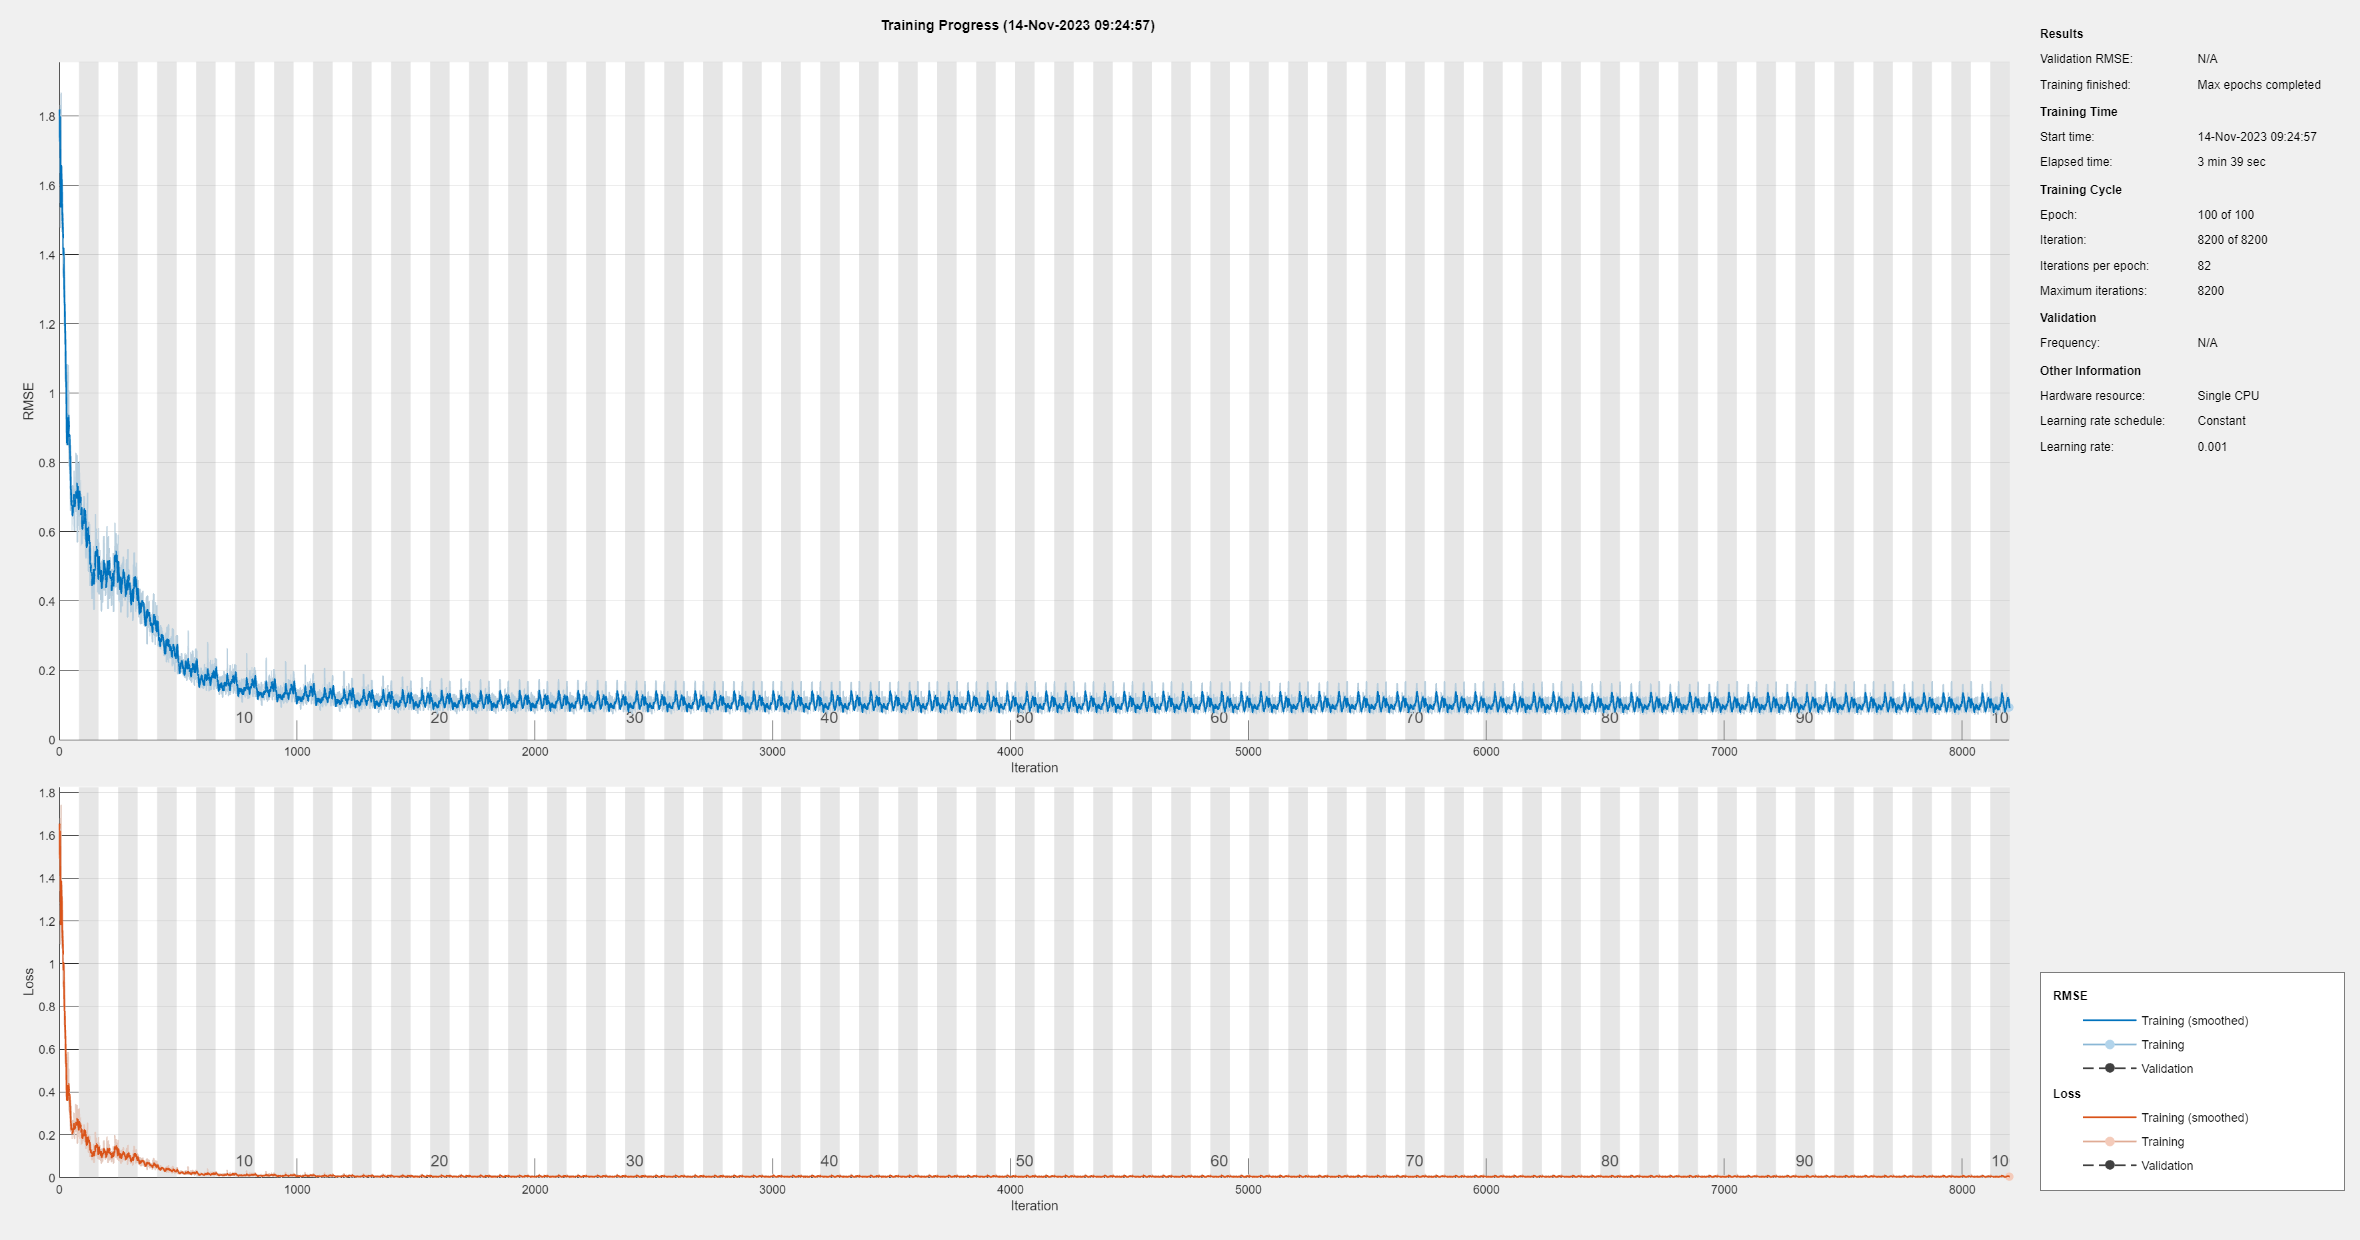 Training Progress (14-Nov-2023 09:24:57)
1.8
1.6
1.4
1.2
1
0.8
0.6
0.4
0.2
0
RMSE
10 20 30 40 50 60 70 80 90 10
0 1000 2000 3000 4000 5000 6000 7000 8000
Iteration
1.8
1.6
1.4
1.2
1
0.8
0.6
0.4
0.2
0
Loss
10 20 30 40 50 60 70 80 90 10
0 1000 2000 3000 4000 5000 6000 7000 8000
Iteration
Results
Validation RMSE: N/A
Training finished: Max epochs completed
Training Time
Start time: 14-Nov-2023 09:24:57
Elapsed time: 3 min 39 sec
Training Cycle
Epoch: 100 of 100
Iteration: 8200 of 8200
Iterations per epoch: 82
Maximum iterations: 8200
Validation
Frequency: N/A
Other Information
Hardware resource: Single CPU
Learning rate schedule: Constant
Learning rate: 0.001
RMSE
Training (smoothed)
Training
Validation
Loss
Training (smoothed)
Training
Validation